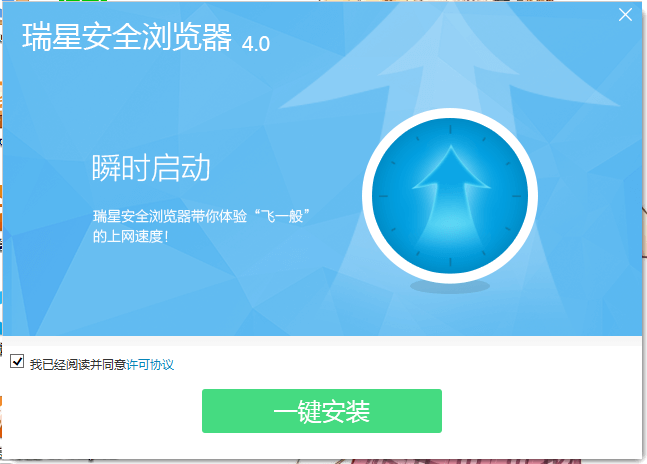 瑞星安全浏览器 4.0
瞬时启动
瑞星安全浏览器带你体验“飞一般”
的上网速度！
我已经阅读并同意许可协议
一键安装